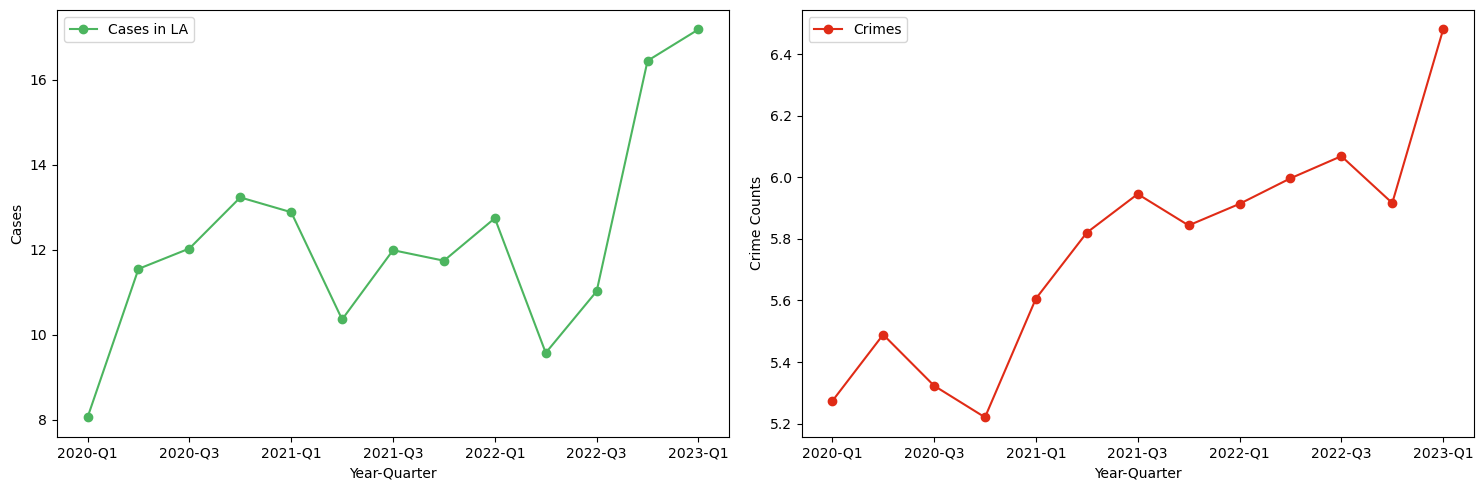 Cases in LA
Cases
16
14
12
10
8
2020-Q1 2020-Q3 2021-Q1 2021-Q3 2022-Q1 2022-Q3 2023-Q1
Year-Quarter
Crimes
Crime Counts
6.4
6.2
6.0
5.8
5.6
5.4
5.2
2020-Q1 2020-Q3 2021-Q1 2021-Q3 2022-Q1 2022-Q3 2023-Q1
Year-Quarter